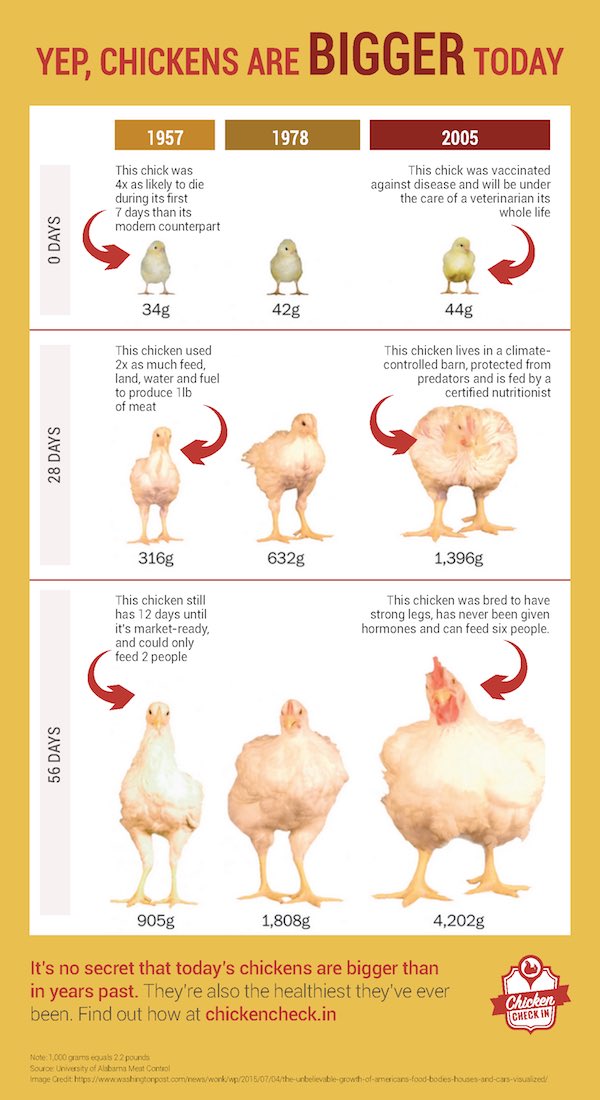 YEP, CHICKENS ARE BIGGER TODAY
1957
1978
2005
0 DAYS
This chick was
4x as likely to die
during its first
7 days than its
modern counterpart
This chick was vaccinated
against disease and will be under
the care of a veterinarian its
whole life
34g
42g
44g
28 DAYS
This chicken used
2x as much feed,
land, water and fuel
to produce 1lb
of meat
This chicken lives in a climate-
controlled barn, protected from
predators and is fed by a
certified nutritionist
316g
632g
1,396g
56 DAYS
This chicken still
has 12 days until
it's market-ready,
and could only
feed 2 people
This chicken was bred to have
strong legs, has never been given
hormones and can feed six people.
905g
1,808g
4,202g
It's no secret that today's chickens are bigger than
in years past. They're also the healthiest they've ever
been. Find out how at chickencheck.in
Chicken
CHECK IN
Note: 1,000 grams equals 2.2 pounds
Source: University of Alabama Meat Control
Image Credit: https://www.washingtonpost.com/news/wonk/wp/2015/07/04/the-unbelievable-growth-of-americans-food-bodies-houses-and-cars-visualized/